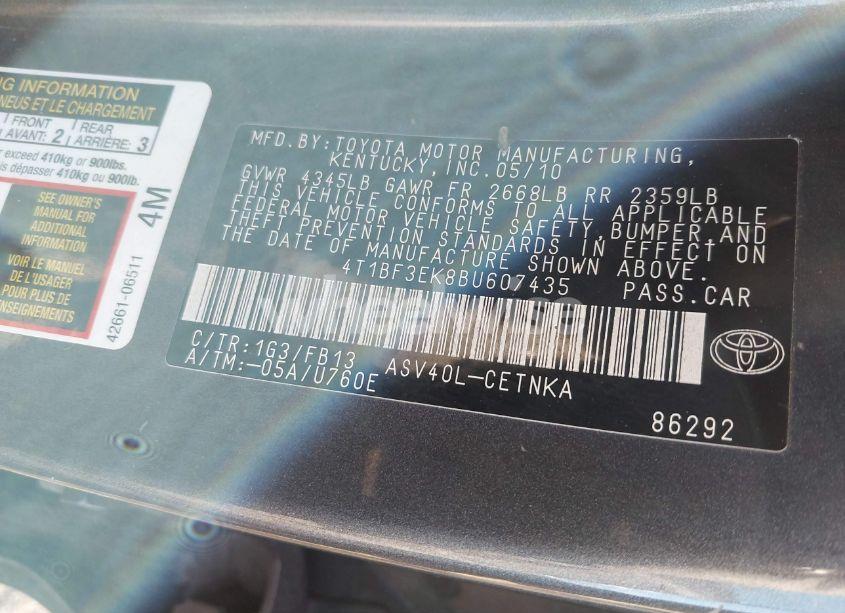 NG INFORMATION
NEUS ET LE CHARGEMENT
FRONT
AVANT: 2
REAR
ARRIÈRE: 3
exceed 410kg or 900lbs.
dépasser 410kg ou 900lb.
SEE OWNER'S
MANUAL FOR
ADDITIONAL
INFORMATION
VOIR LE MANUEL
DE L'USAGER
POUR PLUS DE
NSEIGNEMENTS
4M
42661-06511
MFD. BY: TOYOTA MOTOR MANUFACTURING,
KENTUCKY, INC. 05/10
GVWR 4345LB GAWR FR 2668LB RR 2359LB
THIS VEHICLE CONFORMS TO ALL APPLICABLE
FEDERAL MOTOR VEHICLE SAFETY, BUMPER, AND
THEFT PREVENTION STANDARDS IN EFFECT ON
THE DATE OF MANUFACTURE SHOWN ABOVE.
4T1BF3EK8BU607435 PASS. CAR
C/TR: 1G3/FB13
A/TM: -05A/U760E
ASV40L-CETNKA
86292